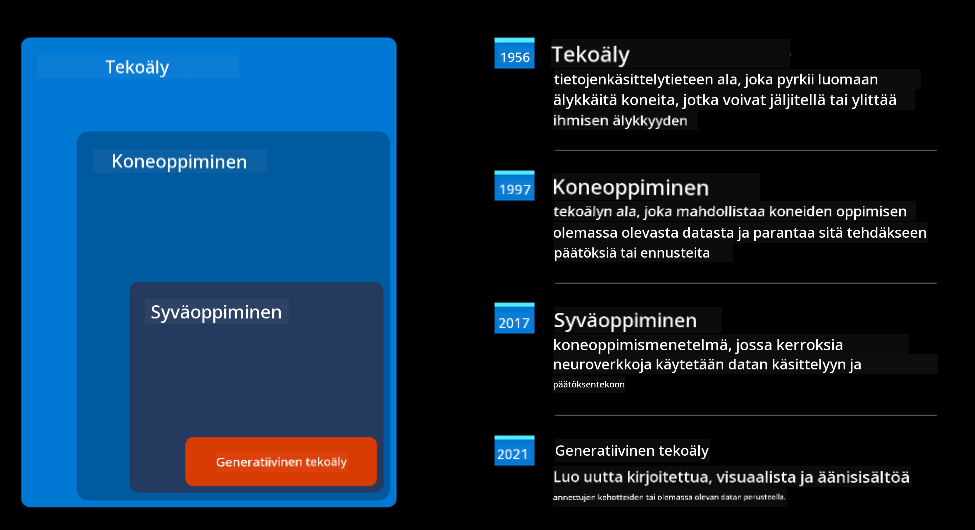 Tekoäly
Koneoppiminen
Syväoppiminen
Generatiivinen tekoäly
1956
Tekoäly
tietojenkäsittelytieteen ala, joka pyrkii luomaan
älykkäitä koneita, jotka voivat jäljitellä tai ylittää
ihmisen älykkyyden
1997
Koneoppiminen
tekoälyn ala, joka mahdollistaa koneiden oppimisen
olemassa olevasta datasta ja parantaa sitä tehdäkseen
päätöksiä tai ennusteita
2017
Syväoppiminen
koneoppimismenetelmä, jossa kerroksia
neuroverkkoja käytetään datan käsittelyyn ja
päätöksentekoon
2021
Generatiivinen tekoäly
Luo uutta kirjoitettua, visuaalista ja äänisisältöä
annettujen kehotteiden tai olemassa olevan datan perusteella.